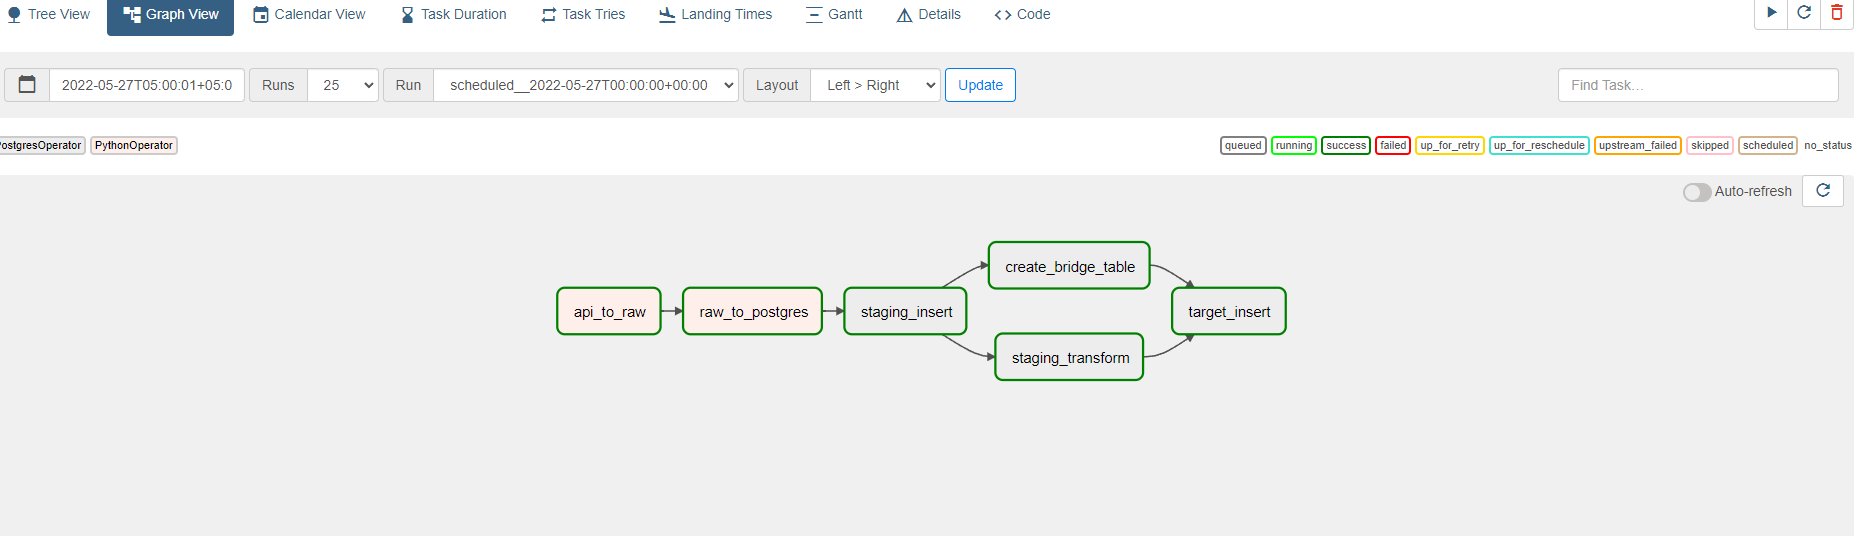 Tree View Graph View Calendar View Task Duration Task Tries Landing Times Gantt Details Code
2022-05-27T05:00:01+05:0 Runs 25 Run scheduled__2022-05-27T00:00:00+00:00 Layout Left > Right Update Find Task...
PostgresOperator PythonOperator queued running success failed up_for_retry up_for_reschedule upstream_failed skipped scheduled no_status
Auto-refresh
create_bridge_table
api_to_raw raw_to_postgres staging_insert target_insert
staging_transform